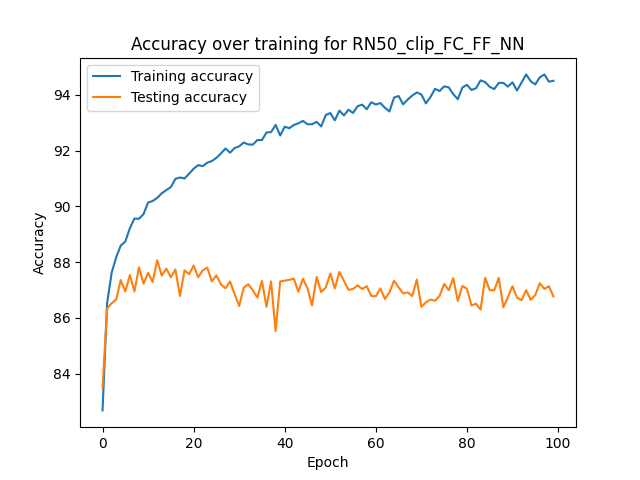 Accuracy over training for RN50_clip_FC_FF_NN
Training accuracy
Testing accuracy
94
92
90
88
86
84
Accuracy
0 20 40 60 80 100
Epoch